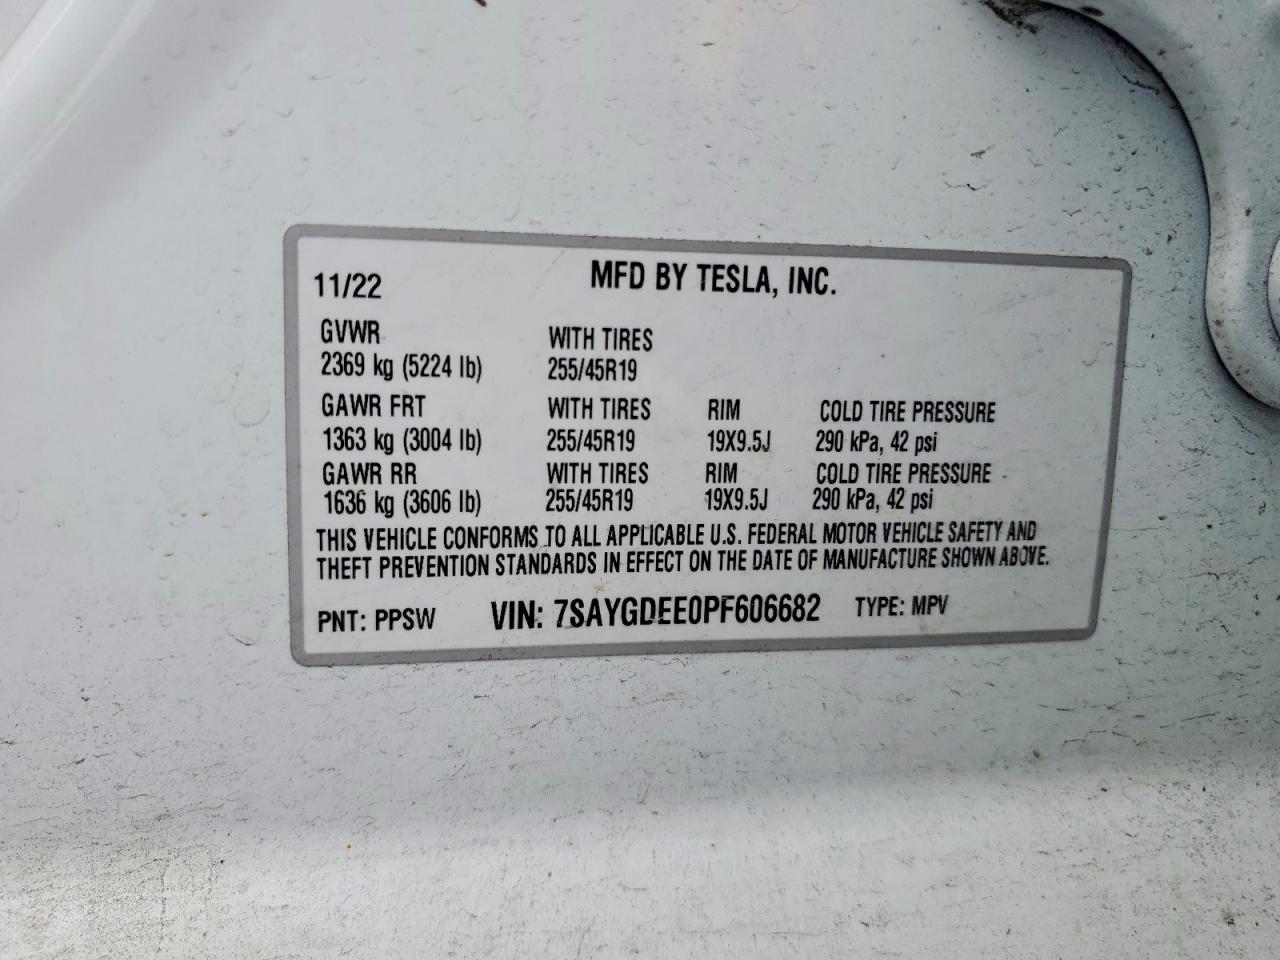 11/22 MFD BY TESLA, INC.
GVWR WITH TIRES
2369 kg (5224 lb) 255/45R19
GAWR FRT WITH TIRES RIM COLD TIRE PRESSURE
1363 kg (3004 lb) 255/45R19 19X9.5J 290 kPa, 42 psi
GAWR RR WITH TIRES RIM COLD TIRE PRESSURE
1636 kg (3606 lb) 255/45R19 19X9.5J 290 kPa, 42 psi
THIS VEHICLE CONFORMS TO ALL APPLICABLE U.S. FEDERAL MOTOR VEHICLE SAFETY AND
THEFT PREVENTION STANDARDS IN EFFECT ON THE DATE OF MANUFACTURE SHOWN ABOVE.
PNT: PPSW VIN: 7SAYGDEE0PF606682 TYPE: MPV